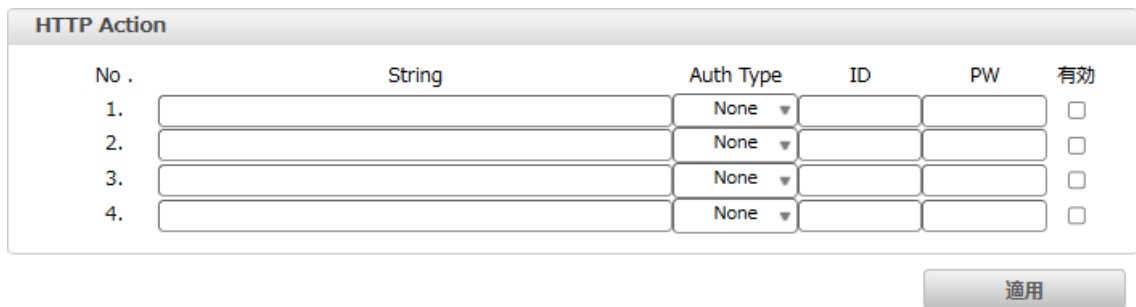 HTTP Action
No . String Auth Type ID PW 有効
1. None
2. None
3. None
4. None
適用